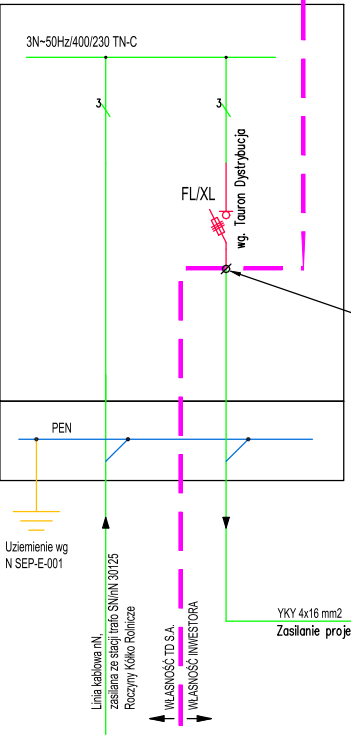 3N~50Hz/400/230 TN-C
3
3
FL/XL
wg. Tauron Dystrybucja
PEN
Uziemienie wg
N SEP-E-001
Linia kablowa nN,
zasilana ze stacji trafo SN/nN 30125
Roczyny Kółko Rolnicze
WŁASNOŚĆ TD S.A.
WŁASNOŚĆ INWESTORA
YKY 4x16 mm2
Zasilanie proje